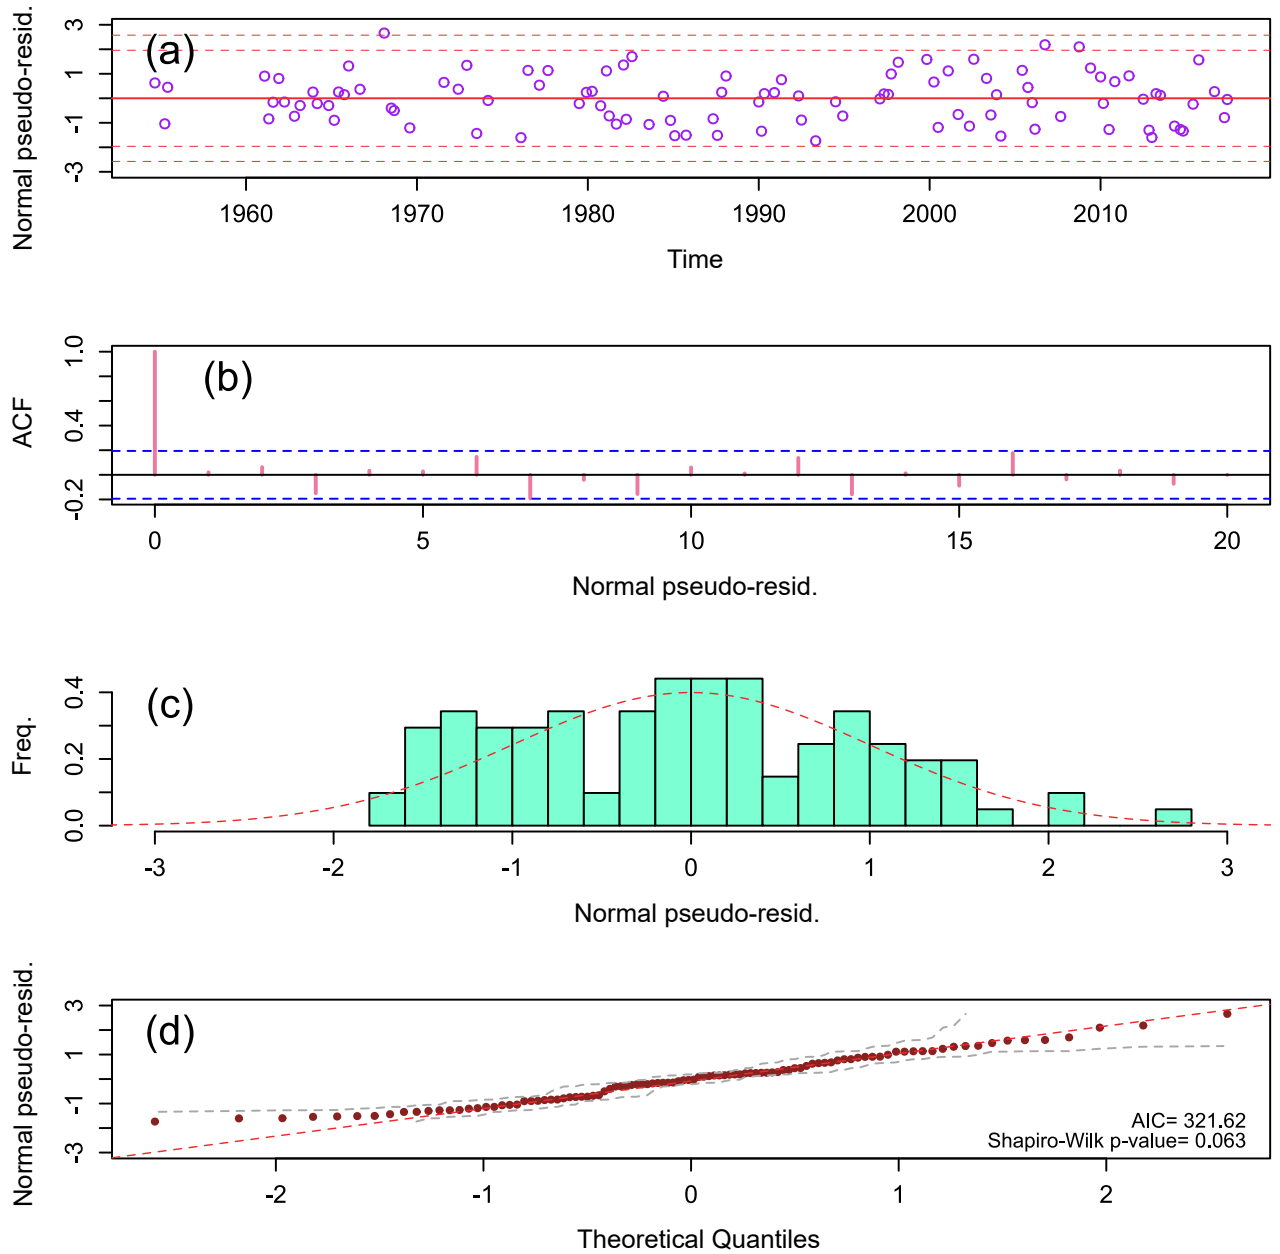 (a)
Normal pseudo-resid.
3
1
-1
-3
1960 1970 1980 1990 2000 2010
Time
(b)
ACF
1.0
0.4
-0.2
0 5 10 15 20
Normal pseudo-resid.
(c)
Freq.
0.4
0.2
0.0
-3 -2 -1 0 1 2 3
Normal pseudo-resid.
(d)
Normal pseudo-resid.
3
1
-1
-3
AIC= 321.62
Shapiro-Wilk p-value= 0.063
-2 -1 0 1 2
Theoretical Quantiles